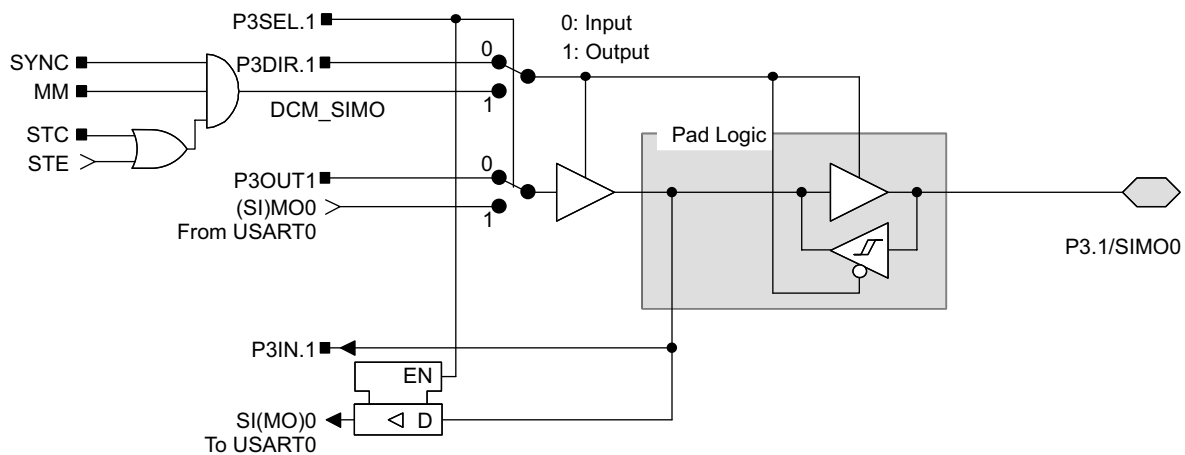 P3SEL.1
0: Input
1: Output
SYNC
P3DIR.1
0
MM
1
DCM_SIMO
STC
STE
Pad Logic
P3OUT1
0
(SI)MO0
1
From USART0
P3.1/SIMO0
P3IN.1
EN
SI(MO)0
D
To USART0